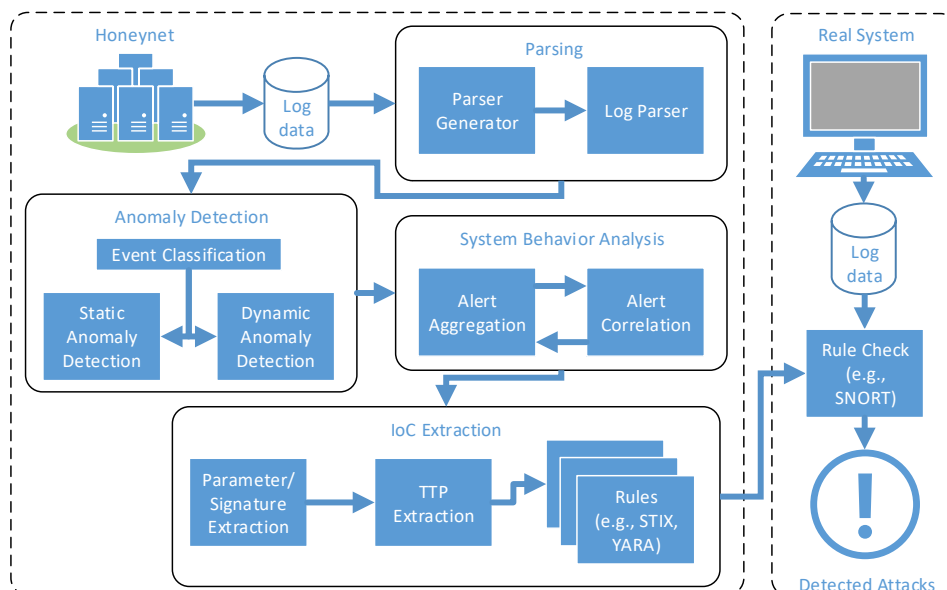 Honeynet
Log
data
Parsing
Parser
Generator
Log Parser
Anomaly Detection
Event Classification
Static
Anomaly
Detection
Dynamic
Anomaly
Detection
System Behavior Analysis
Alert
Aggregation
Alert
Correlation
IoC Extraction
Parameter/
Signature
Extraction
TTP
Extraction
Rules
(e.g., STIX,
YARA)
Real System
Log
data
Rule Check
(e.g.,
SNORT)
!
Detected Attacks